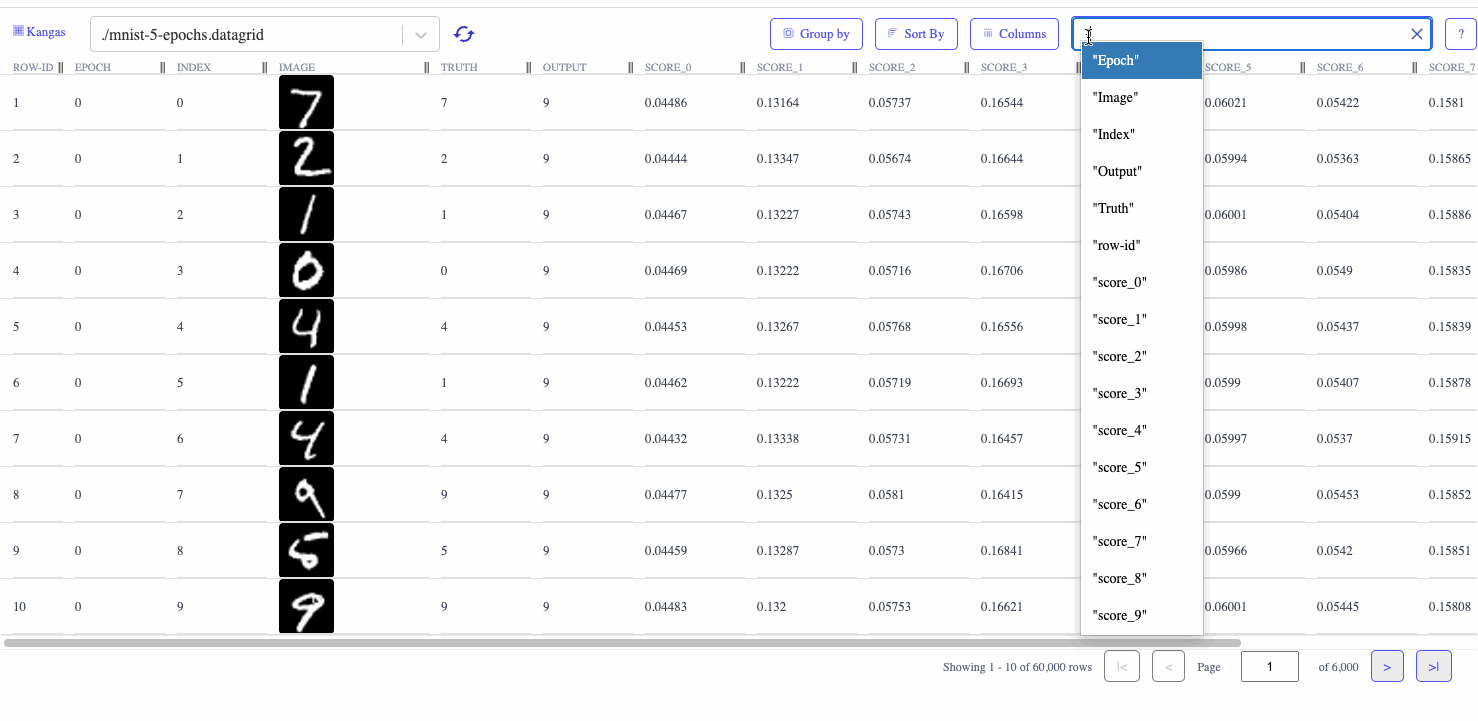 Kangas ./mnist-5-epochs.datagrid Group by Sort By Columns ?
ROW-ID EPOCH INDEX IMAGE TRUTH OUTPUT SCORE_0 SCORE_1 SCORE_2 SCORE_3 SCORE_5 SCORE_6 SCORE_7
1 0 0 7 7 9 0.04486 0.13164 0.05737 0.16544 0.06021 0.05422 0.1581
2 0 1 2 2 9 0.04444 0.13347 0.05674 0.16644 0.05994 0.05363 0.15865
3 0 2 1 1 9 0.04467 0.13227 0.05743 0.16598 0.06001 0.05404 0.15886
4 0 3 0 0 9 0.04469 0.13222 0.05716 0.16706 0.05986 0.0549 0.15835
5 0 4 4 4 9 0.04453 0.13267 0.05768 0.16556 0.05998 0.05437 0.15839
6 0 5 1 1 9 0.04462 0.13222 0.05719 0.16693 0.0599 0.05407 0.15878
7 0 6 4 4 9 0.04432 0.13338 0.05731 0.16457 0.05997 0.0537 0.15915
8 0 7 9 9 9 0.04477 0.1325 0.0581 0.16415 0.0599 0.05453 0.15852
9 0 8 5 5 9 0.04459 0.13287 0.0573 0.16841 0.05966 0.0542 0.15851
10 0 9 9 9 9 0.04483 0.132 0.05753 0.16621 0.06001 0.05445 0.15808
"Epoch"
"Image"
"Index"
"Output"
"Truth"
"row-id"
"score_0"
"score_1"
"score_2"
"score_3"
"score_4"
"score_5"
"score_6"
"score_7"
"score_8"
"score_9"
Showing 1 - 10 of 60,000 rows |< < Page 1 of 6,000 > >|